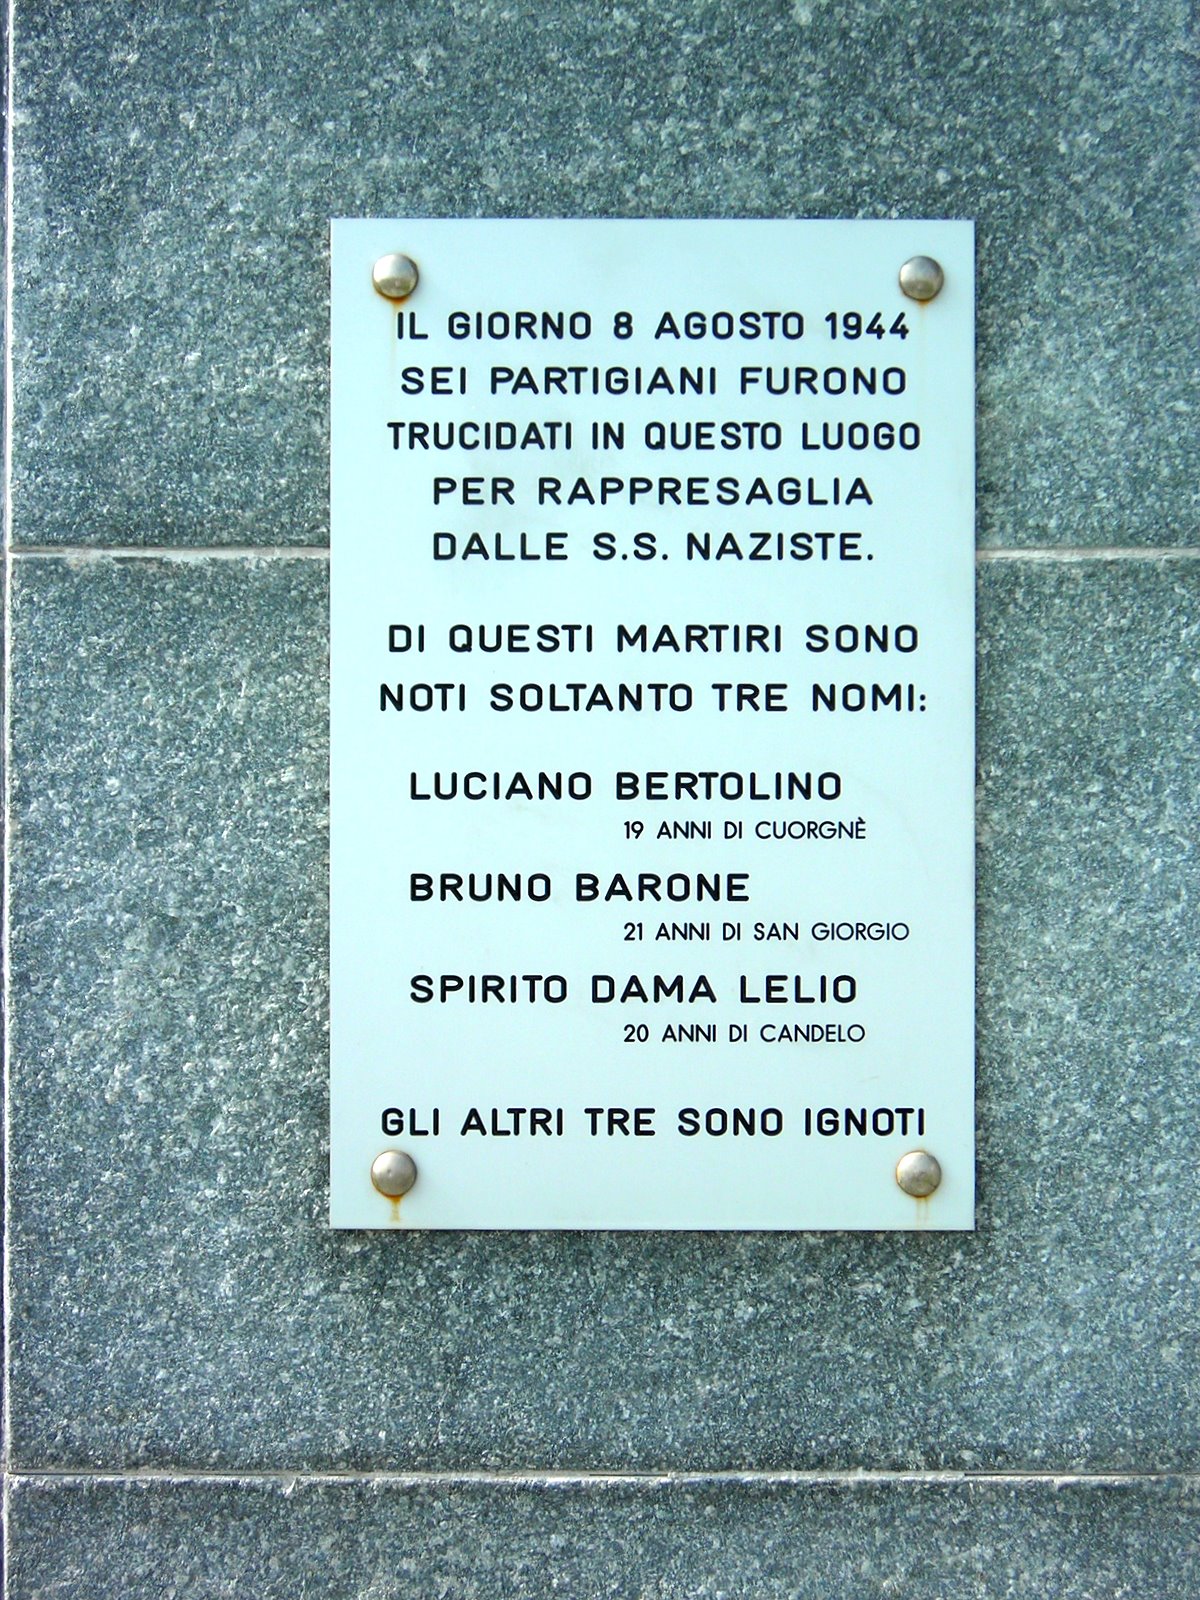 IL GIORNO 8 AGOSTO 1944
SEI PARTIGIANI FURONO
TRUCIDATI IN QUESTO LUOGO
PER RAPPRESAGLIA
DALLE S.S. NAZISTE.
DI QUESTI MARTIRI SONO
NOTI SOLTANTO TRE NOMI:
LUCIANO BERTOLINO
19 ANNI DI CUORGNÈ
BRUNO BARONE
21 ANNI DI SAN GIORGIO
SPIRITO DAMA LELIO
20 ANNI DI CANDELO
GLI ALTRI TRE SONO IGNOTI